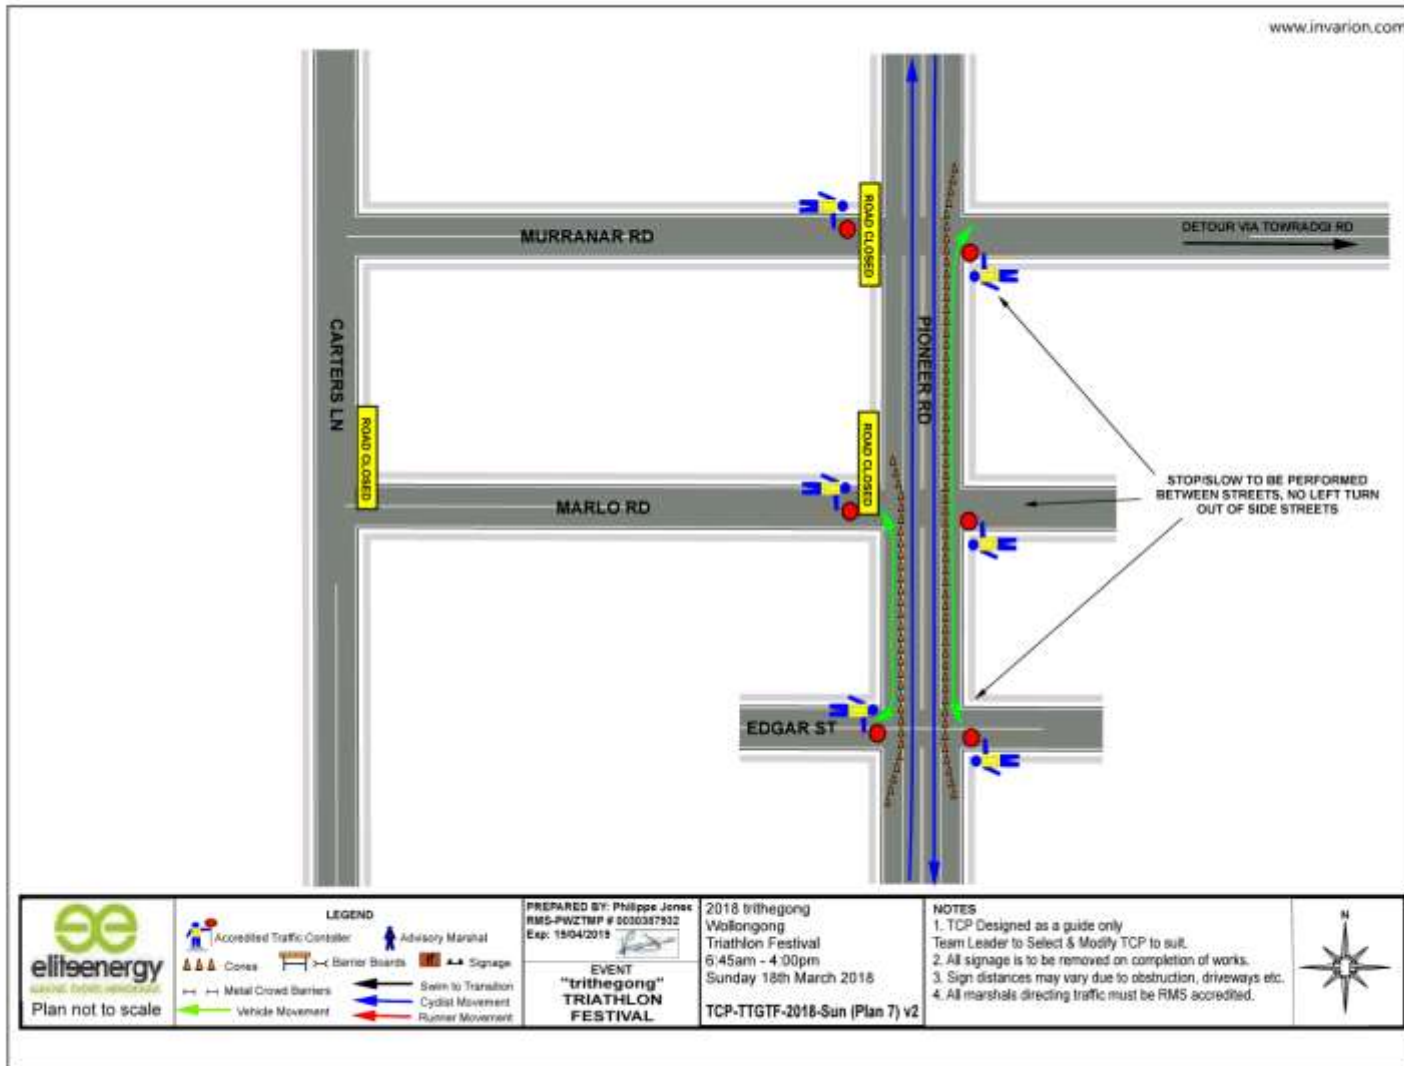 www.invarion.com
MURRANAR RD
ROAD CLOSED
DETOUR VIA TOWRADGI RD
CARTERS LN
PIONEER RD
ROAD CLOSED
ROAD CLOSED
MARLO RD
STOP/SLOW TO BE PERFORMED
BETWEEN STREETS, NO LEFT TURN
OUT OF SIDE STREETS
EDGAR ST
ee
eliteenergy
Plan not to scale
LEGEND
Accredited Traffic Contoller
Advisory Marshal
Cones
Barrier Boards
Signage
Metal Crowd Barriers
Swim to Transition
Cyclist Movement
Vehicle Movement
Runner Movement
PREPARED BY: Philippe Jones
RMS-PWZTMP # 0030387932
Exp: 19/04/2019
EVENT
"trithegong"
TRIATHLON
FESTIVAL
2018 trithegong
Wollongong
Triathlon Festival
6:45am - 4:00pm
Sunday 18th March 2018
TCP-TTGTF-2018-Sun (Plan 7) v2
NOTES
1. TCP Designed as a guide only
Team Leader to Select & Modify TCP to suit.
2. All signage is to be removed on completion of works.
3. Sign distances may vary due to obstruction, driveways etc.
4. All marshals directing traffic must be RMS accredited.
N